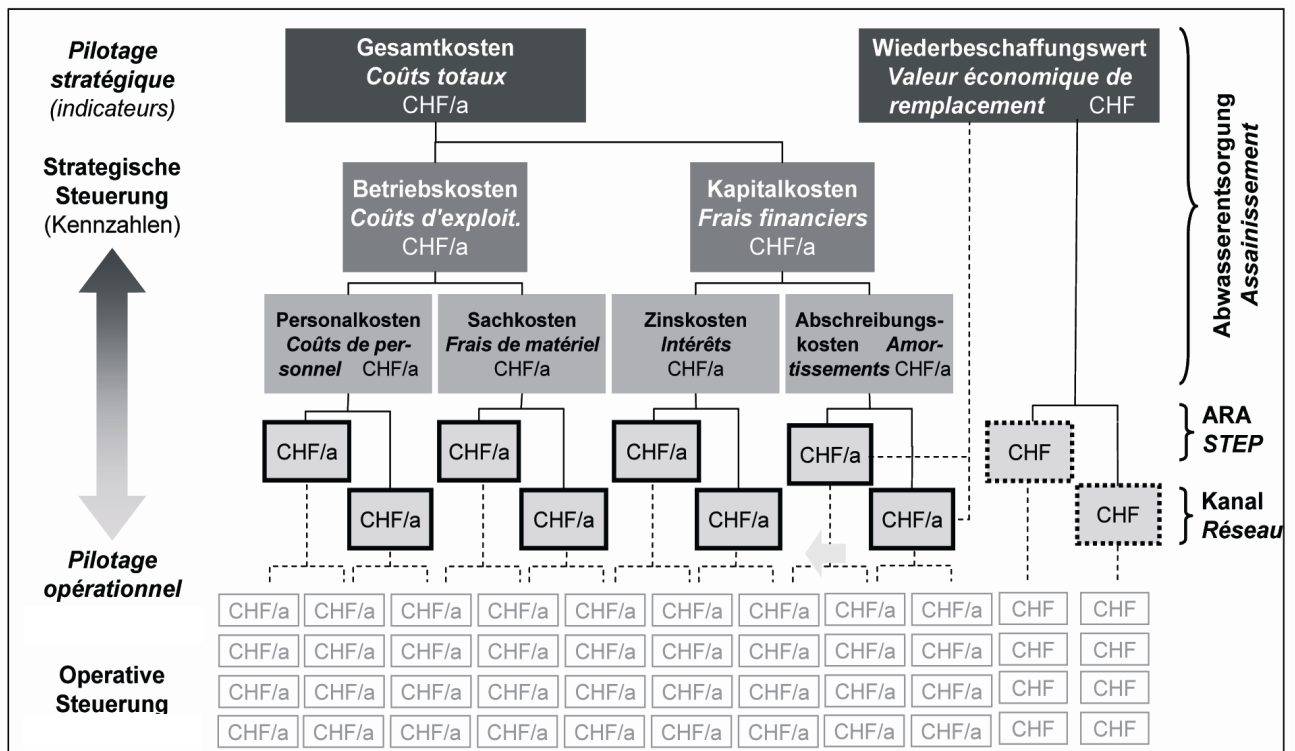 Pilotage
stratégique
(indicateurs)
Strategische
Steuerung
(Kennzahlen)
Pilotage
opérationnel
Operative
Steuerung
Gesamtkosten
Coûts totaux
CHF/a
Wiederbeschaffungswert
Valeur économique de
remplacement CHF
Betriebskosten
Coûts d'exploit.
CHF/a
Kapitalkosten
Frais financiers
CHF/a
Personalkosten
Coûts de per-
sonnel CHF/a
Sachkosten
Frais de matériel
CHF/a
Zinskosten
Intérêts
CHF/a
Abschreibungs-
kosten Amor-
tissements CHF/a
CHF/a CHF/a CHF/a CHF/a CHF
CHF/a CHF/a CHF/a CHF/a CHF
Abwasserentsorgung
Assainissement
ARA
STEP
Kanal
Réseau
CHF/a CHF/a CHF/a CHF/a CHF/a CHF/a CHF/a CHF/a CHF/a CHF CHF
CHF/a CHF/a CHF/a CHF/a CHF/a CHF/a CHF/a CHF/a CHF/a CHF CHF
CHF/a CHF/a CHF/a CHF/a CHF/a CHF/a CHF/a CHF/a CHF/a CHF CHF
CHF/a CHF/a CHF/a CHF/a CHF/a CHF/a CHF/a CHF/a CHF/a CHF CHF